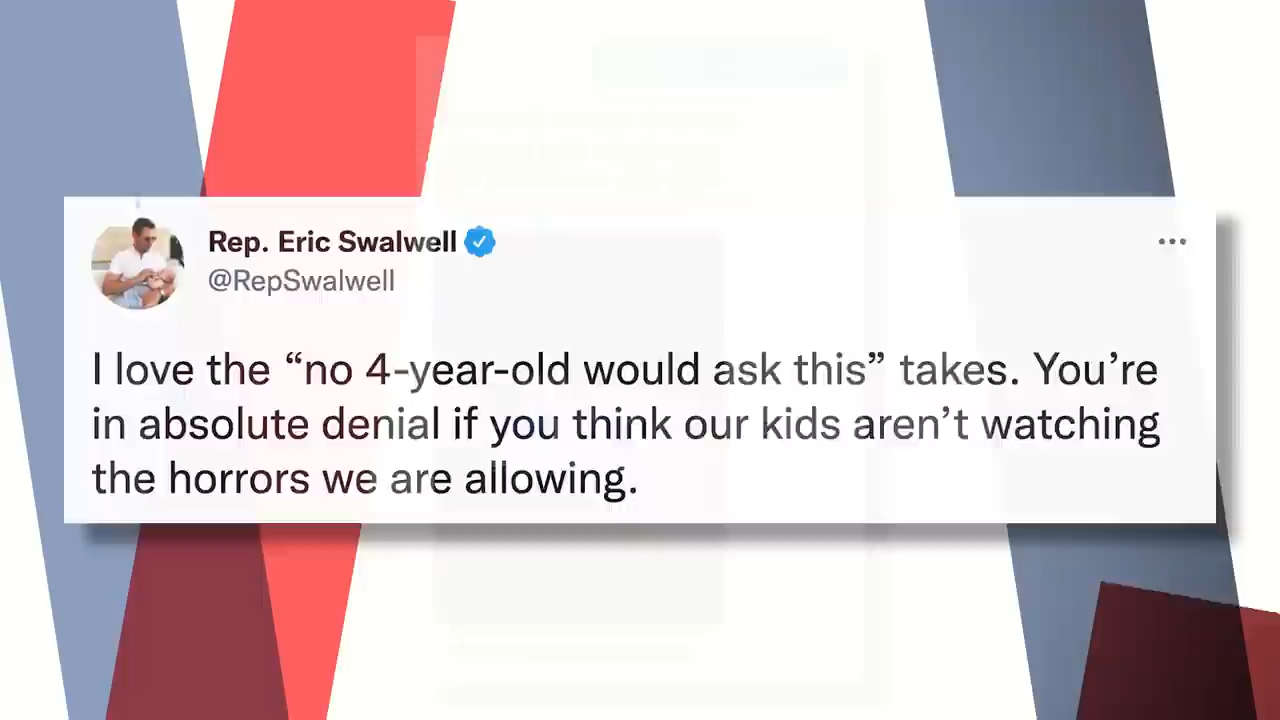 Rep. Eric Swalwell
@RepSwalwell
I love the “no 4-year-old would ask this” takes. You’re
in absolute denial if you think our kids aren’t watching
the horrors we are allowing.